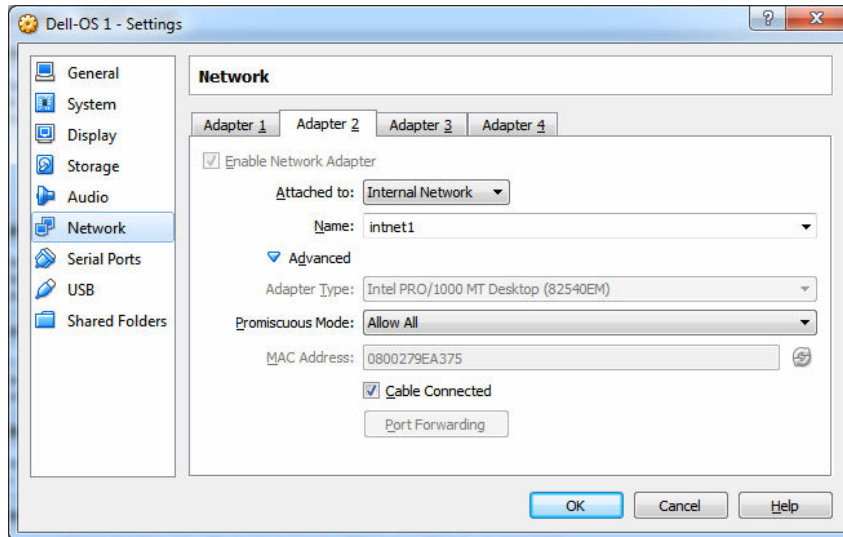 Dell-OS 1 - Settings
General
System
Display
Storage
Audio
Network
Serial Ports
USB
Shared Folders
Network
Adapter 1 Adapter 2 Adapter 3 Adapter 4
Enable Network Adapter
Attached to: Internal Network
Name: intnet1
Advanced
Adapter Type: Intel PRO/1000 MT Desktop (82540EM)
Promiscuous Mode: Allow All
MAC Address: 0800279EA375
Cable Connected
Port Forwarding
OK Cancel Help